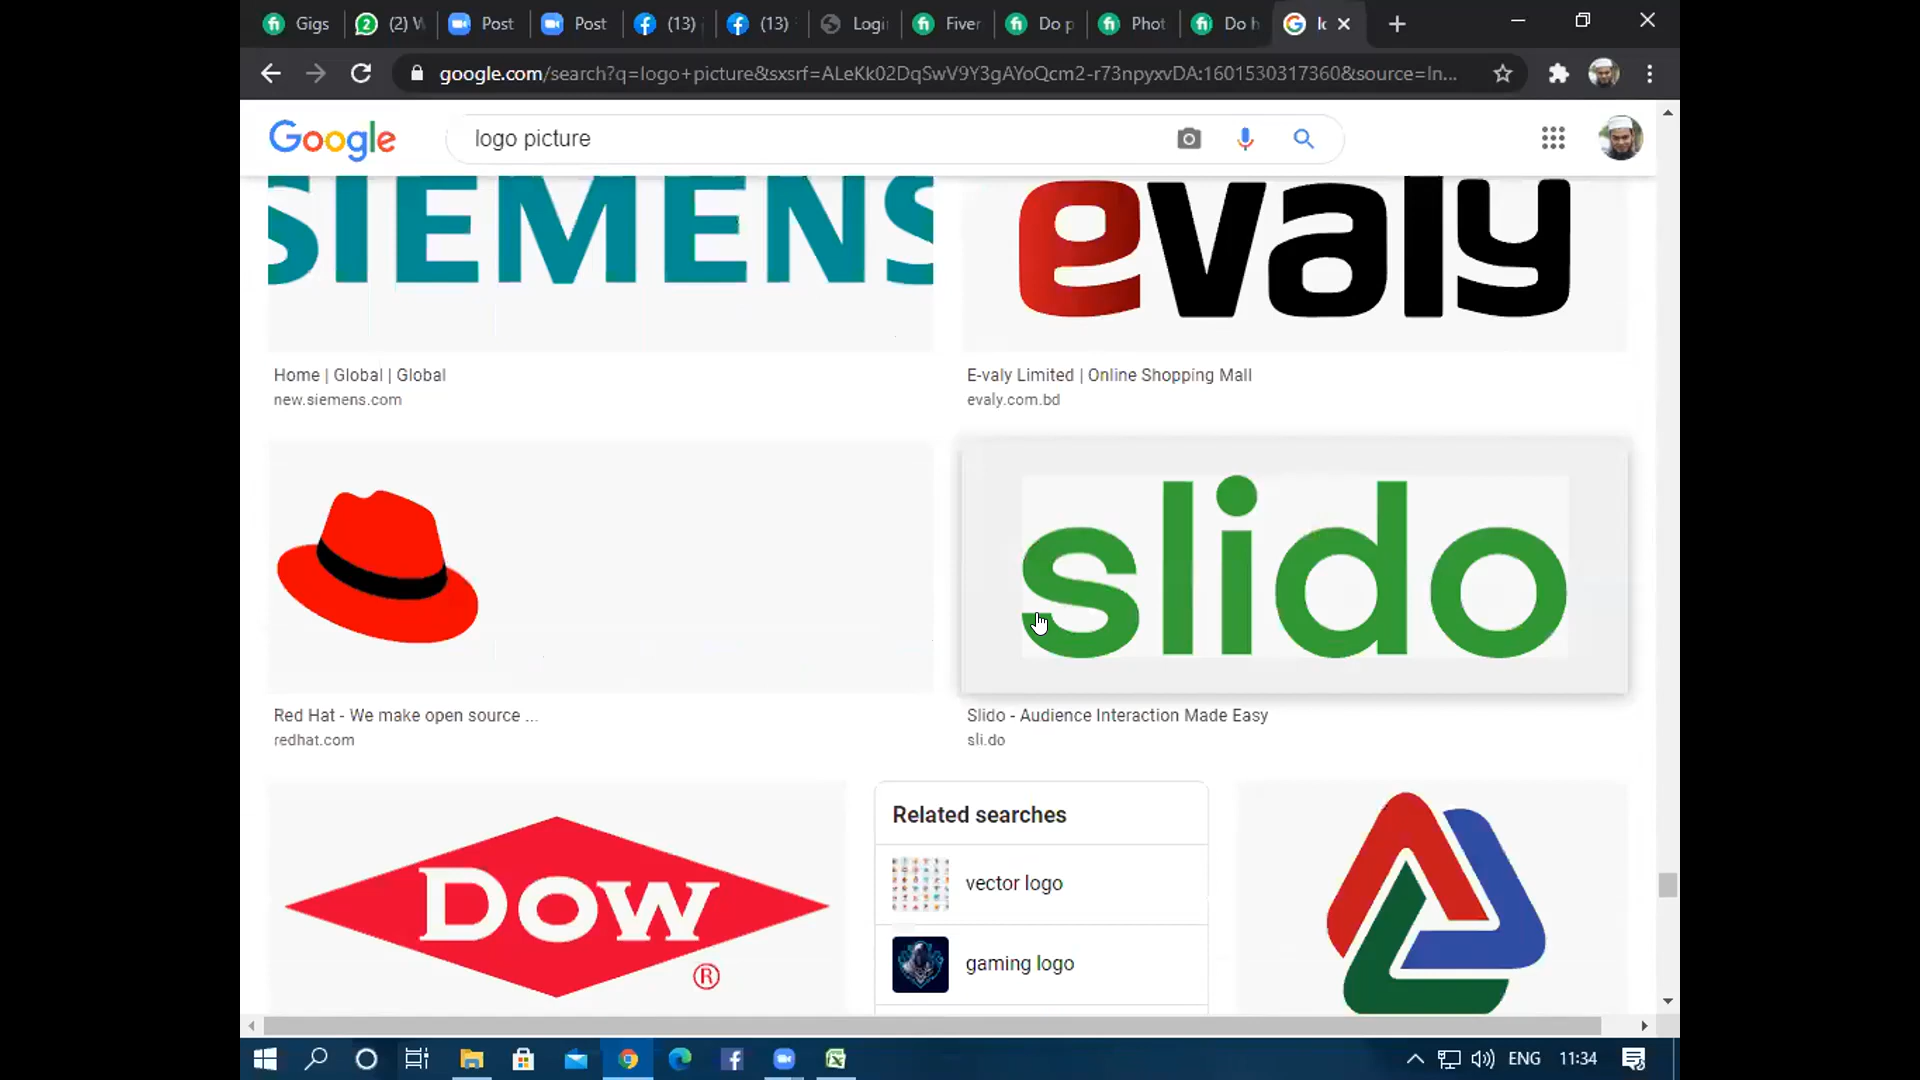 Gigs
(2) W
Post
Post
(13)
(13)
Logi
Fiver
Do p
Phot
Do h
google.com/search?q=logo+picture&sxsrf=ALeKk02DqSwV9Y3gAYoQcm2-r73npyxvDA:1601530317360&source=ln...
Google
logo picture
SIEMENS
evaly
Home | Global | Global
E-valy Limited | Online Shopping Mall
new.siemens.com
evaly.com.bd
slido
Red Hat - We make open source ...
Slido - Audience Interaction Made Easy
redhat.com
sli.do
Related searches
vector logo
DOW
®
gaming logo
ENG
11:34